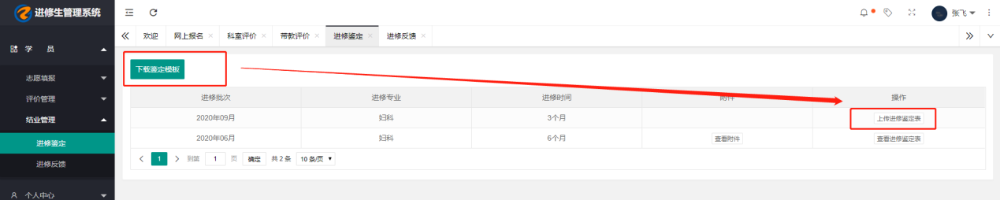 进修生管理系统
张飞
欢迎 网上报名 科室评价 带教评价 进修鉴定 进修反馈
学 员
志愿填报
评价管理
结业管理
进修鉴定
进修反馈
个人中心
下载鉴定模板
进修批次 进修专业 进修时间 附件 操作
2020年09月 妇科 3个月 上传进修鉴定表
2020年06月 妇科 6个月 查看附件 查看进修鉴定表
1 到第 1 页 确定 共 2 条 10 条/页